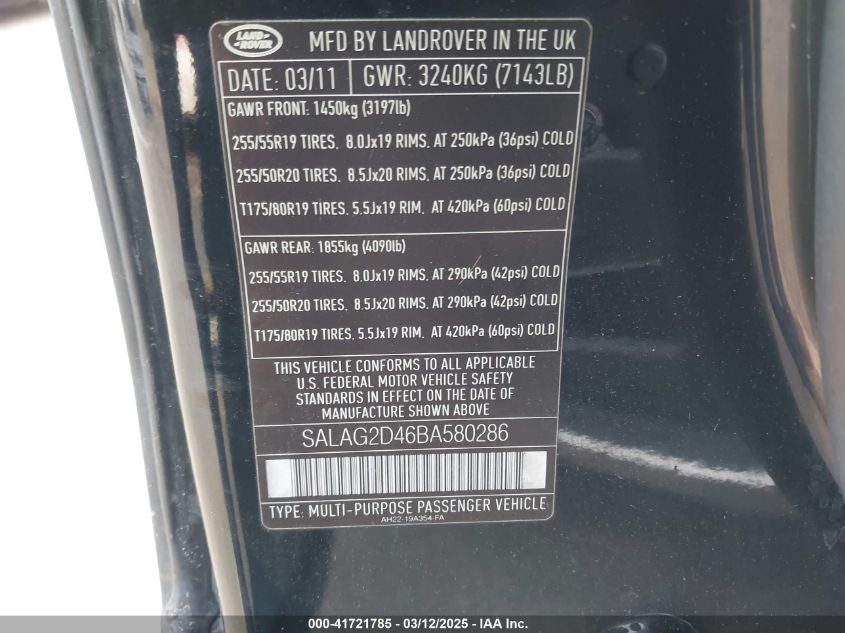 LAND ROVER
MFD BY LANDROVER IN THE UK
DATE: 03/11 GWR: 3240KG (7143LB)
GAWR FRONT: 1450kg (3197lb)
255/55R19 TIRES. 8.0Jx19 RIMS. AT 250kPa (36psi) COLD
255/50R20 TIRES. 8.5Jx20 RIMS. AT 250kPa (36psi) COLD
T175/80R19 TIRES. 5.5Jx19 RIM. AT 420kPa (60psi) COLD
GAWR REAR: 1855kg (4090lb)
255/55R19 TIRES. 8.0Jx19 RIMS. AT 290kPa (42psi) COLD
255/50R20 TIRES. 8.5Jx20 RIMS. AT 290kPa (42psi) COLD
T175/80R19 TIRES. 5.5Jx19 RIM. AT 420kPa (60psi) COLD
THIS VEHICLE CONFORMS TO ALL APPLICABLE
U.S. FEDERAL MOTOR VEHICLE SAFETY
STANDARDS IN EFFECT ON THE DATE OF
MANUFACTURE SHOWN ABOVE
SALAG2D46BA580286
TYPE: MULTI-PURPOSE PASSENGER VEHICLE
AH22-19A354-FA
000-41721785 - 03/12/2025 - IAA Inc.